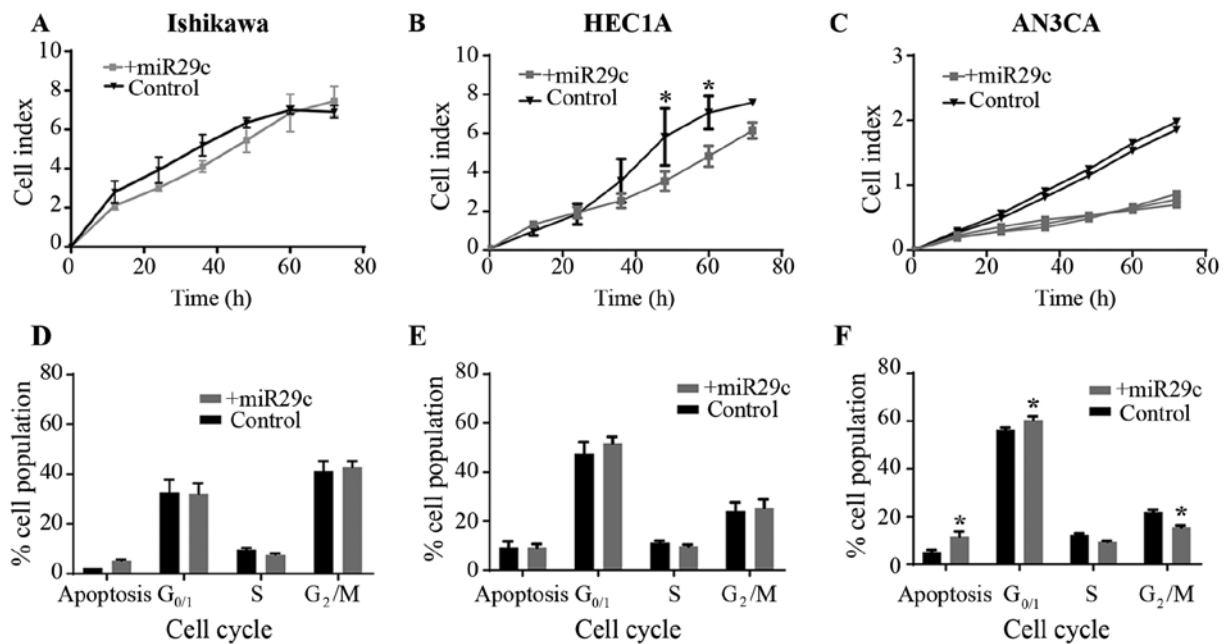 A
Ishikawa
10
8
6
4
2
0
Cell index
+miR29c
Control
0 20 40 60 80
Time (h)
B
HEC1A
10
8
6
4
2
0
Cell index
+miR29c
Control
* *
0 20 40 60 80
Time (h)
C
AN3CA
3
2
1
0
Cell index
+miR29c
Control
0 20 40 60 80
Time (h)
D
80
60
40
20
0
% cell population
+miR29c
Control
Apoptosis G0/1 S G2/M
Cell cycle
E
80
60
40
20
0
% cell population
+miR29c
Control
Apoptosis G0/1 S G2/M
Cell cycle
F
80
60
40
20
0
% cell population
+miR29c
Control
* * *
Apoptosis G0/1 S G2/M
Cell cycle